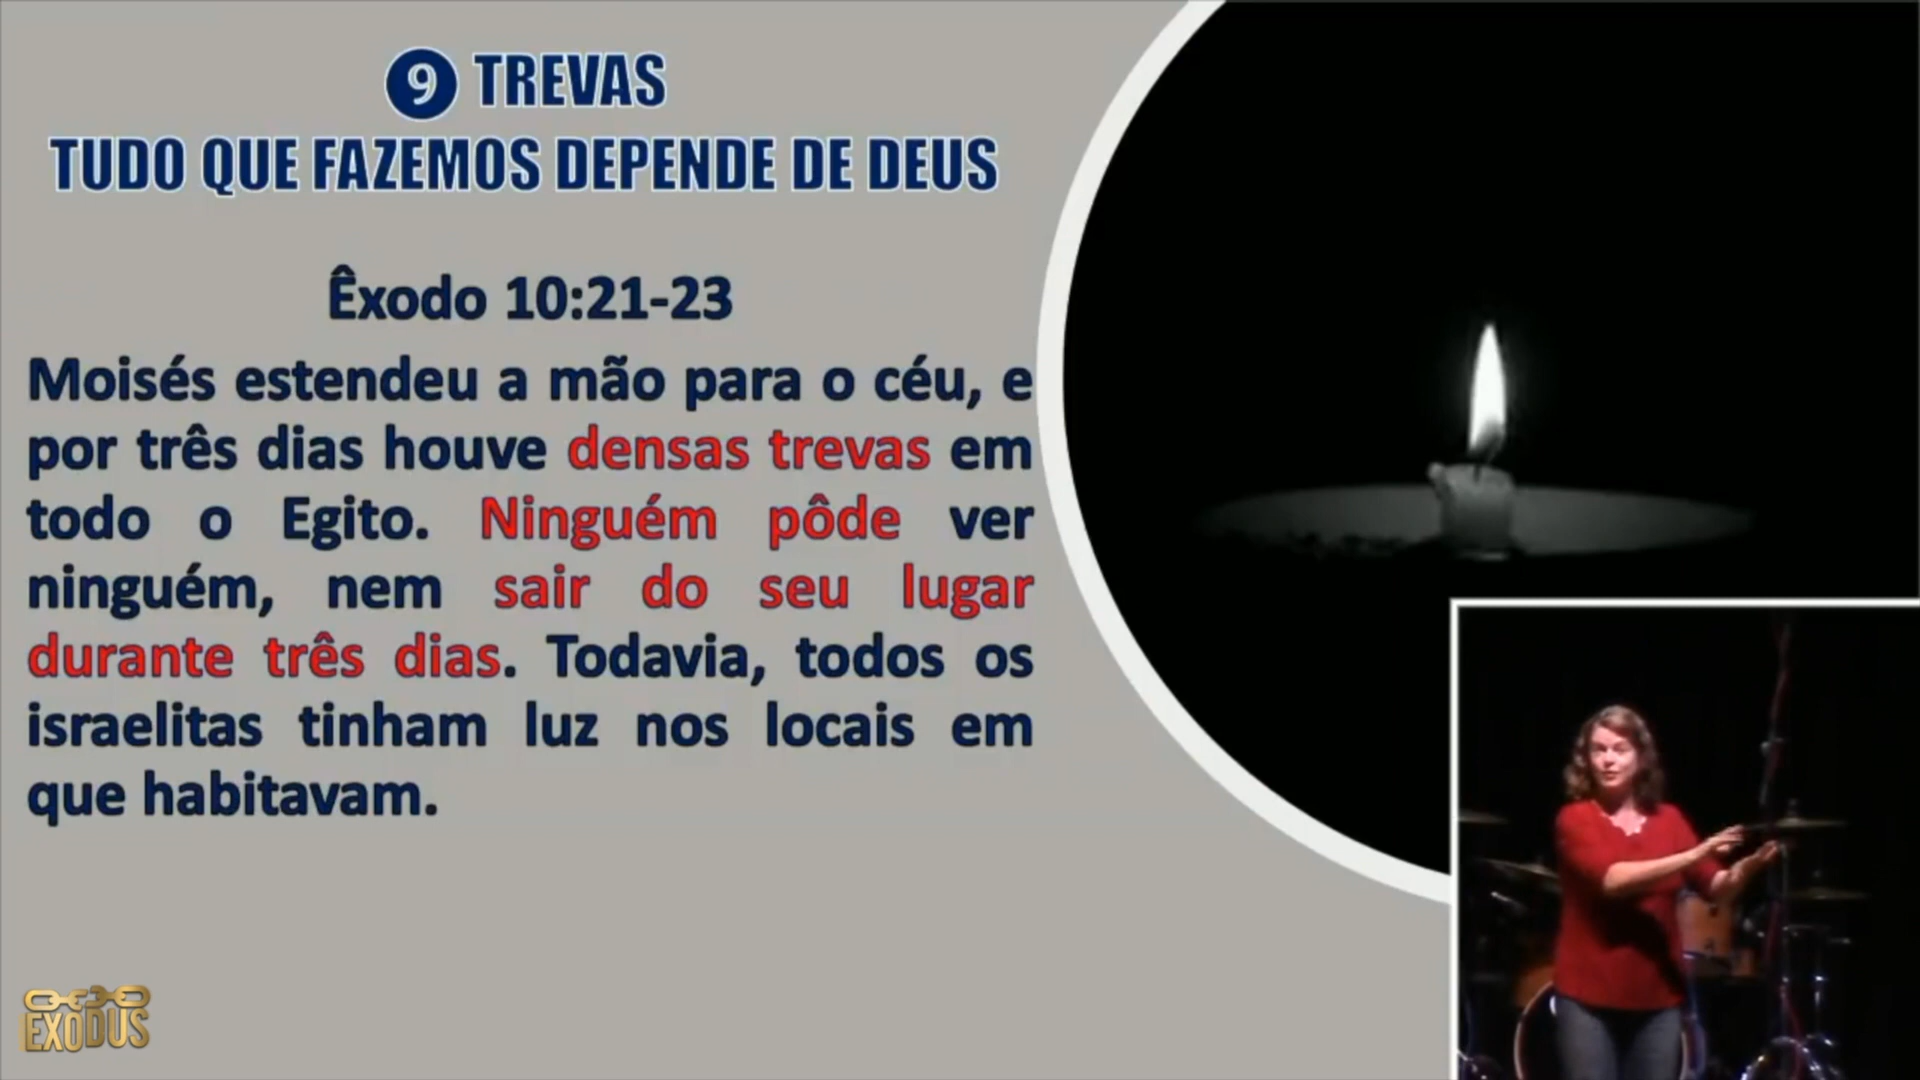 9 TREVAS
TUDO QUE FAZEMOS DEPENDE DE DEUS
Êxodo 10:21-23
Moisés estendeu a mão para o céu, e
por três dias houve densas trevas em
todo o Egito. Ninguém pôde ver
ninguém, nem sair do seu lugar
durante três dias. Todavia, todos os
israelitas tinham luz nos locais em
que habitavam.
EXODUS